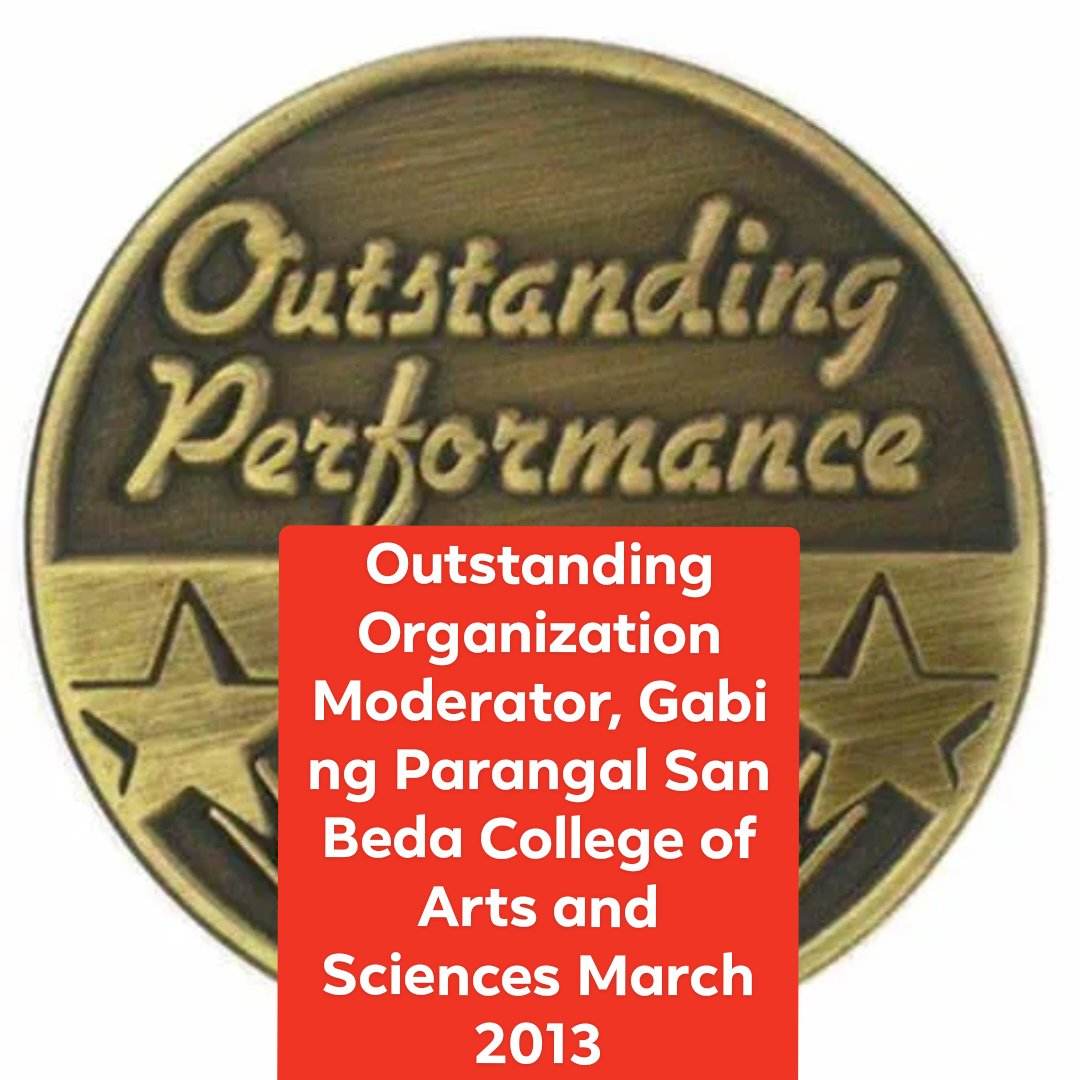 Outstanding
Performance
Outstanding
Organization
Moderator, Gabi
ng Parangal San
Beda College of
Arts and
Sciences March
2013